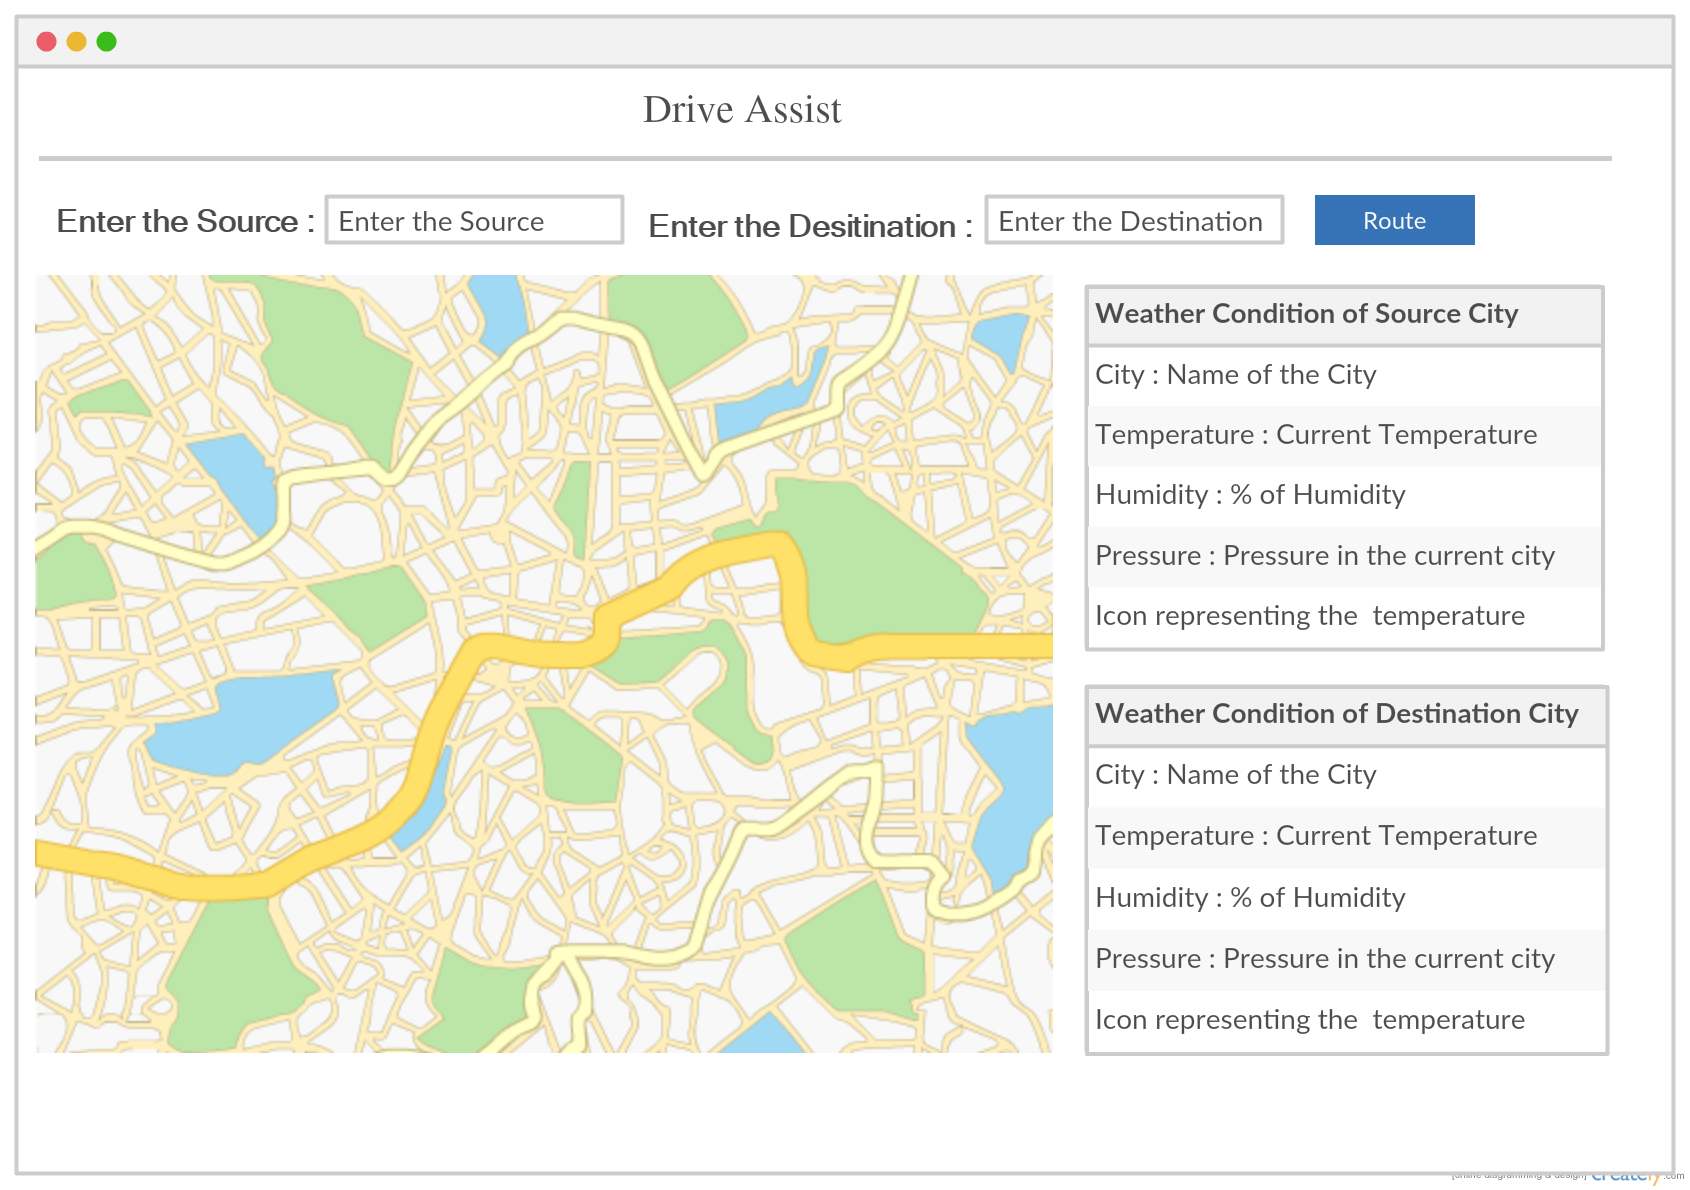 Drive Assist
Enter the Source : Enter the Source Enter the Desitination : Enter the Destination Route
Weather Condition of Source City
City : Name of the City
Temperature : Current Temperature
Humidity : % of Humidity
Pressure : Pressure in the current city
Icon representing the  temperature
Weather Condition of Destination City
City : Name of the City
Temperature : Current Temperature
Humidity : % of Humidity
Pressure : Pressure in the current city
Icon representing the  temperature
[online diagramming & design] creately.com